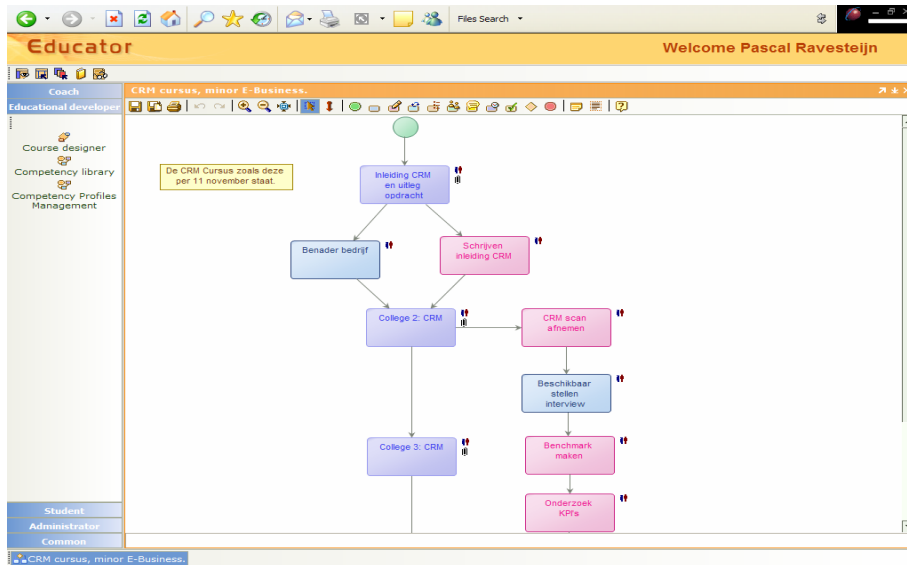 Files Search
Educator
Welcome Pascal Ravesteijn
Coach
CRM cursus, minor E-Business.
Educational developer
Course designer
Competency library
Competency Profiles
Management
De CRM Cursus zoals deze
per 11 november staat.
Inleiding CRM
en uitleg
opdracht
Benader bedrijf
Schrijven
inleiding CRM
College 2: CRM
CRM scan
afnemen
Beschikbaar
stellen
interview
College 3: CRM
Benchmark
maken
Onderzoek
KPI's
Student
Administrator
Common
CRM cursus, minor E-Business.